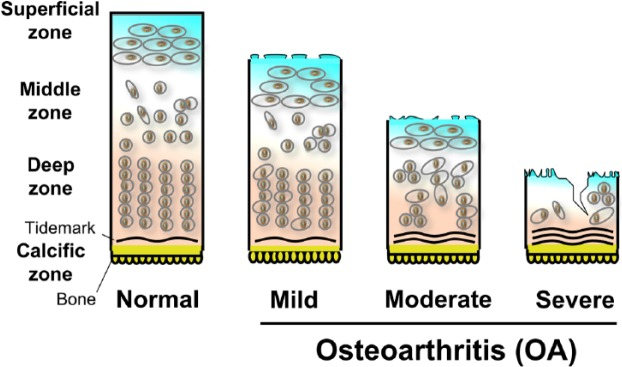 Superficial
zone
Middle
zone
Deep
zone
Tidemark
Calcific
zone
Bone
Normal
Mild
Moderate
Severe
Osteoarthritis (OA)